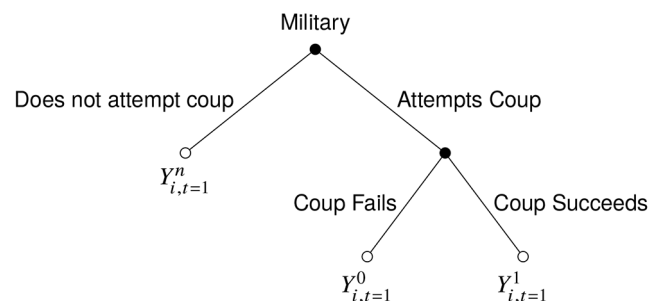 Military
Does not attempt coup
Attempts Coup
Y^n_{i,t=1}
Coup Fails
Coup Succeeds
Y^0_{i,t=1}
Y^1_{i,t=1}